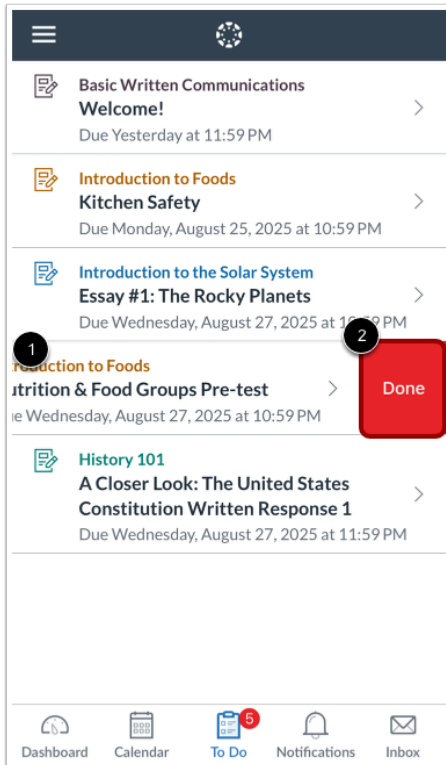 Basic Written Communications
Welcome!
Due Yesterday at 11:59 PM
Introduction to Foods
Kitchen Safety
Due Monday, August 25, 2025 at 10:59 PM
Introduction to the Solar System
Essay #1: The Rocky Planets
Due Wednesday, August 27, 2025 at PM
1
2
to Foods
& Food Groups Pre-test
Done
Wednesday, August 27, 2025 at 10:59 PM
History 101
A Closer Look: The United States
Constitution Written Response 1
Due Wednesday, August 27, 2025 at 11:59 PM
5
Dashboard
Calendar
To Do
Notifications
Inbox